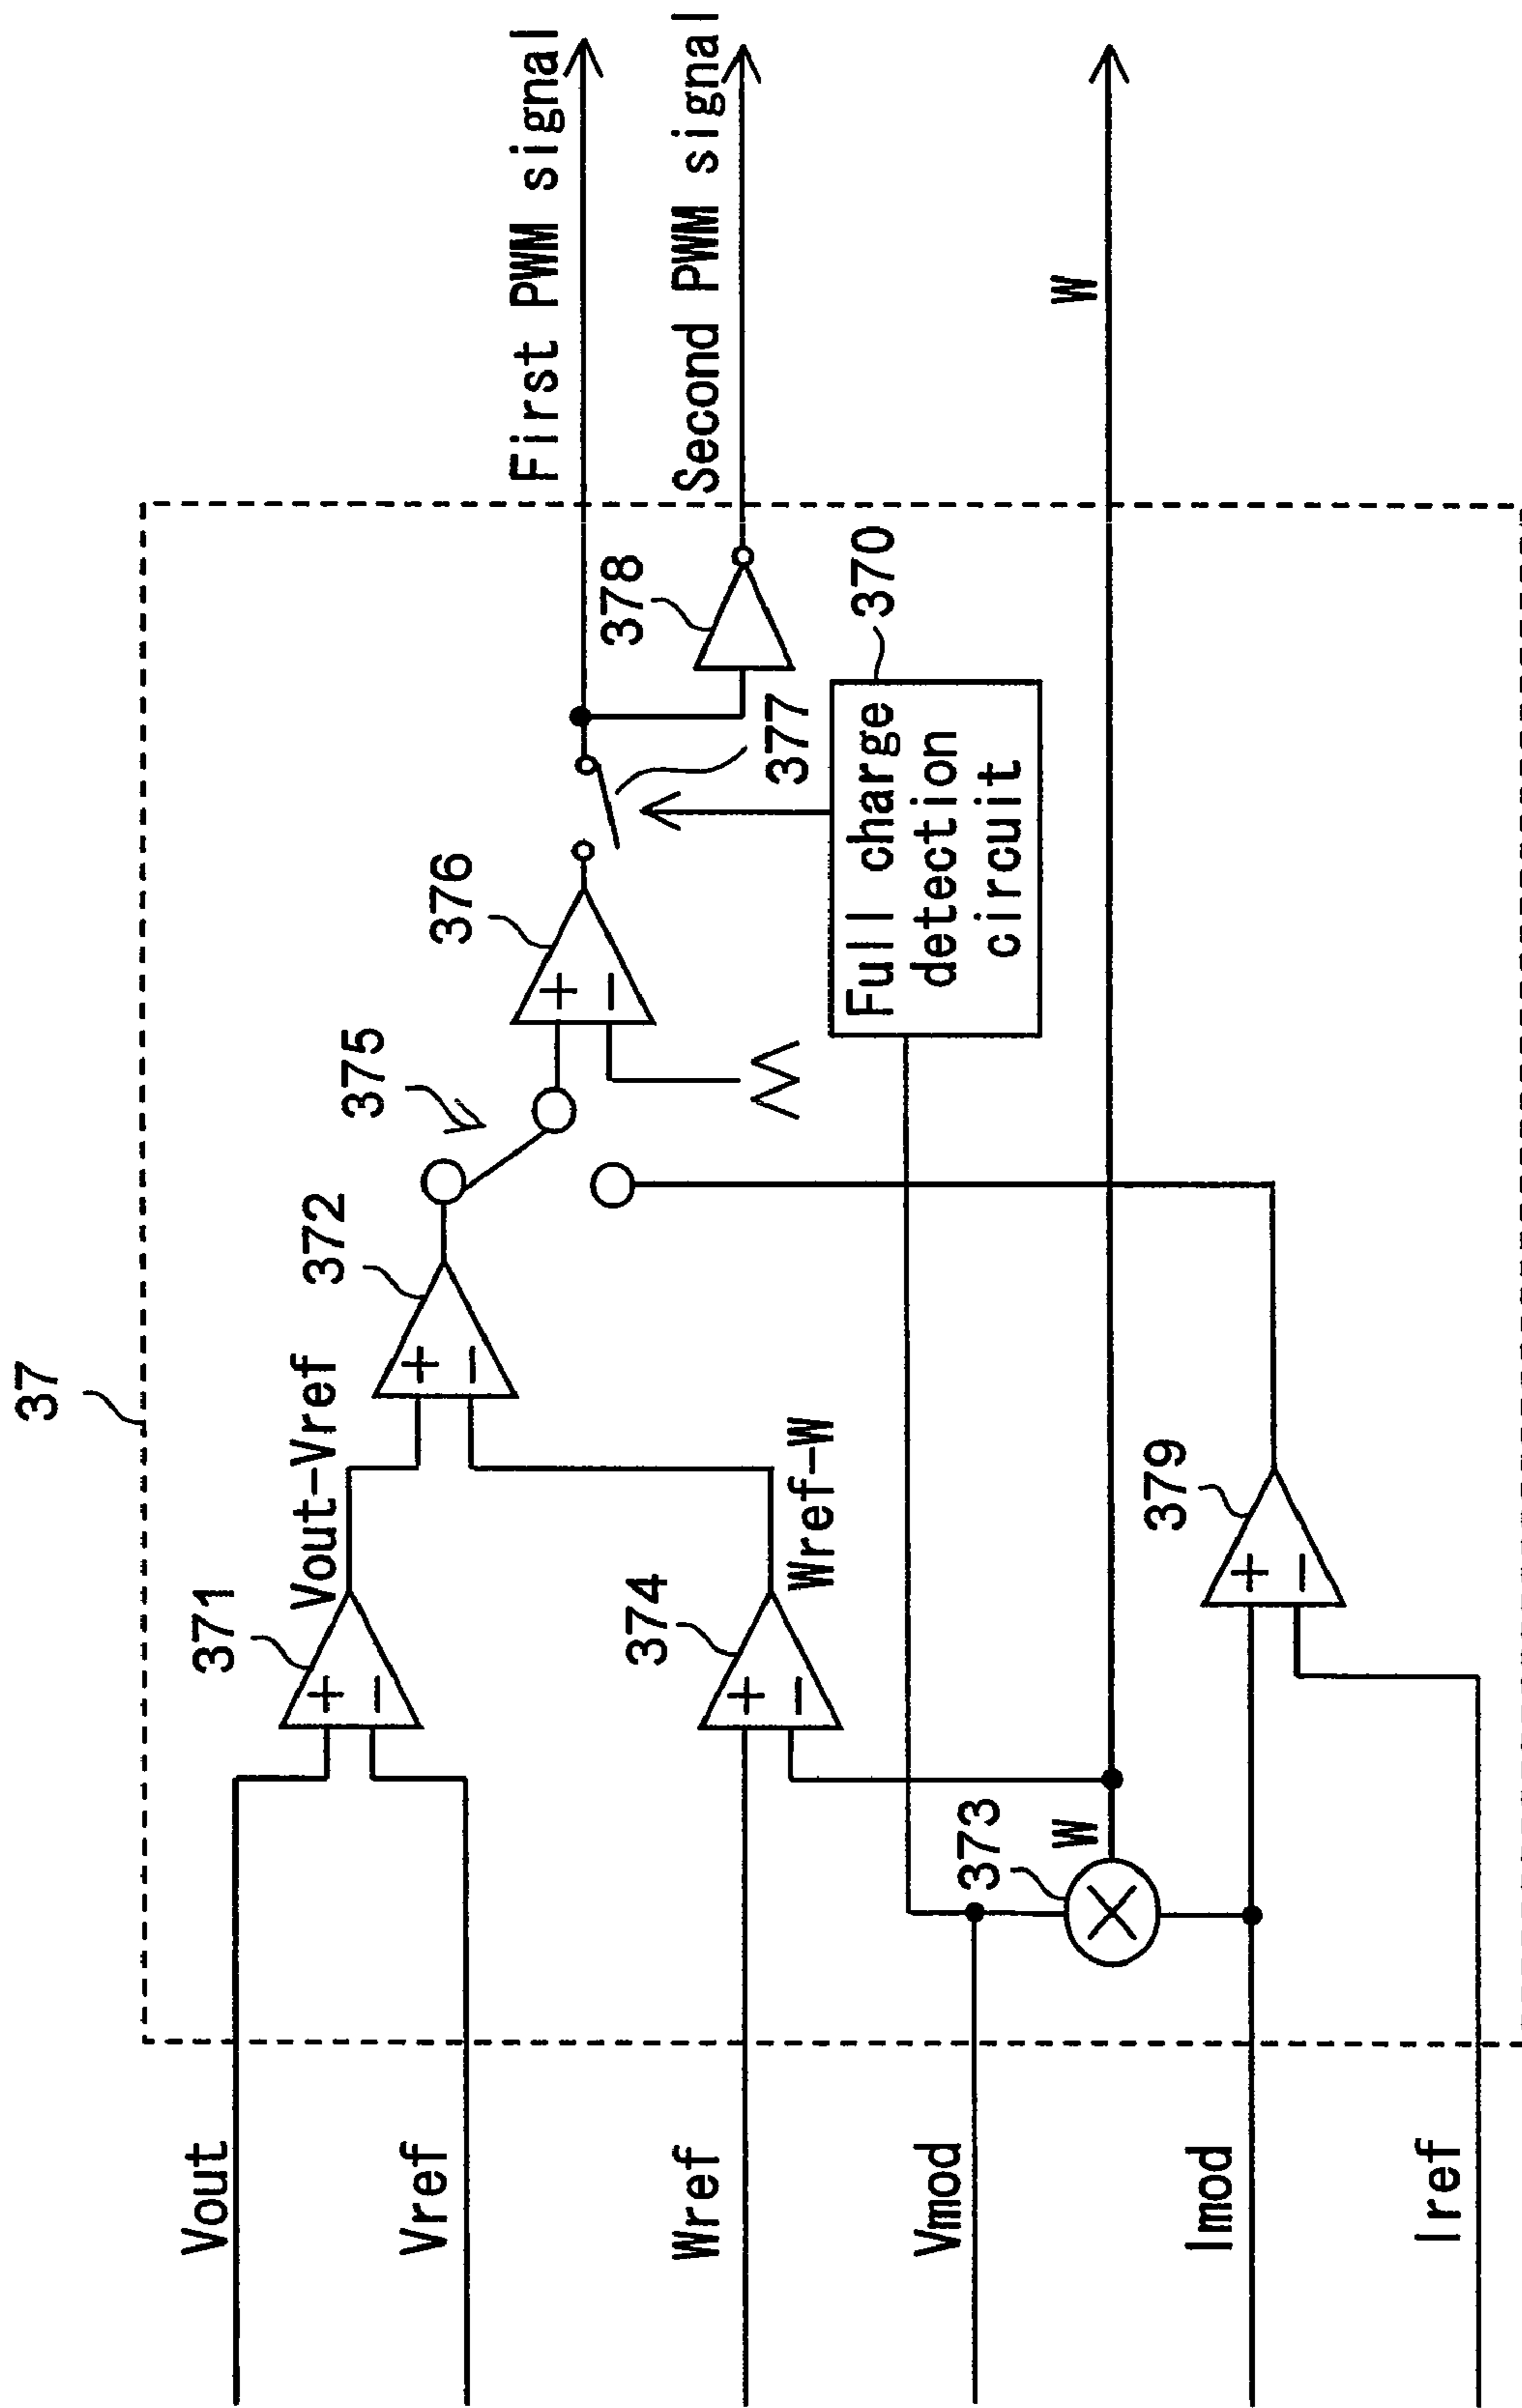 37
371
Vout-Vref
372
375
376
First PWM signal
Second PWM signal
378
377
370
Full charge
detection
circuit
374
Wref-W
373
W
W
379
Vout
Vref
Wref
Vmod
Imod
Iref
+
−
+
−
+
−
+
−
+
−